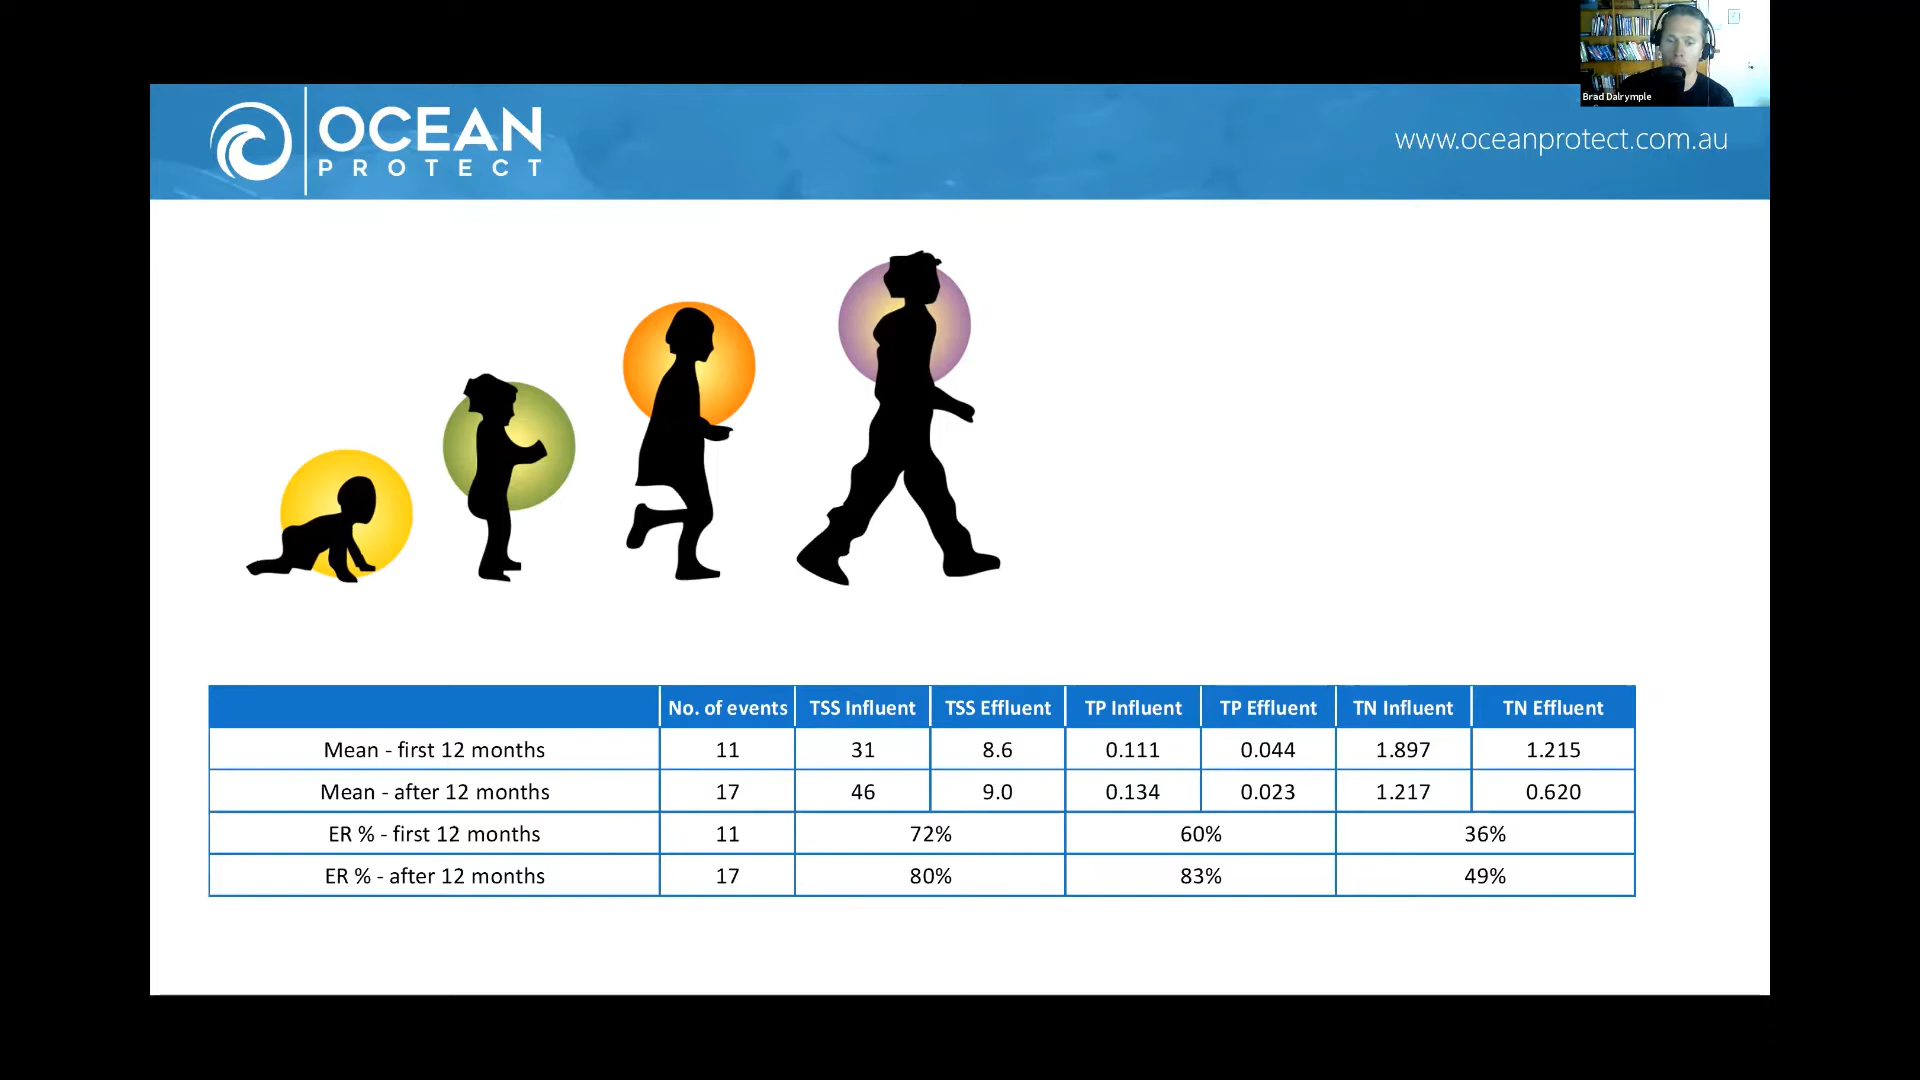 Brad Dalrymple
OCEAN
PROTECT
www.oceanprotect.com.au
No. of events TSS Influent TSS Effluent TP Influent TP Effluent TN Influent TN Effluent
Mean - first 12 months 11 31 8.6 0.111 0.044 1.897 1.215
Mean - after 12 months 17 46 9.0 0.134 0.023 1.217 0.620
ER % - first 12 months 11 72% 60% 36%
ER % - after 12 months 17 80% 83% 49%